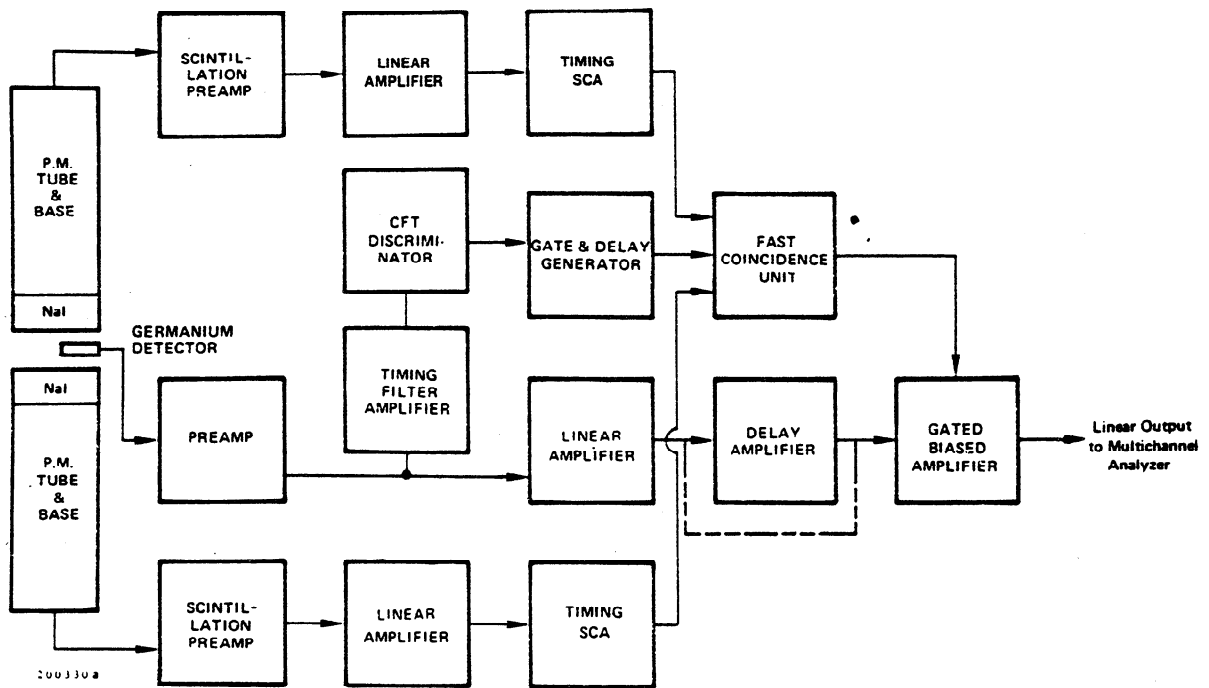 SCINTIL-
LATION
PREAMP
LINEAR
AMPLIFIER
TIMING
SCA
P.M.
TUBE
&
BASE
NaI
CFT
DISCRIMI-
NATOR
GATE & DELAY
GENERATOR
FAST
COINCIDENCE
UNIT
GERMANIUM
DETECTOR
NaI
P.M.
TUBE
&
BASE
PREAMP
TIMING
FILTER
AMPLIFIER
LINEAR
AMPLIFIER
DELAY
AMPLIFIER
GATED
BIASED
AMPLIFIER
Linear Output
to Multichannel
Analyzer
SCINTIL-
LATION
PREAMP
LINEAR
AMPLIFIER
TIMING
SCA
200330a